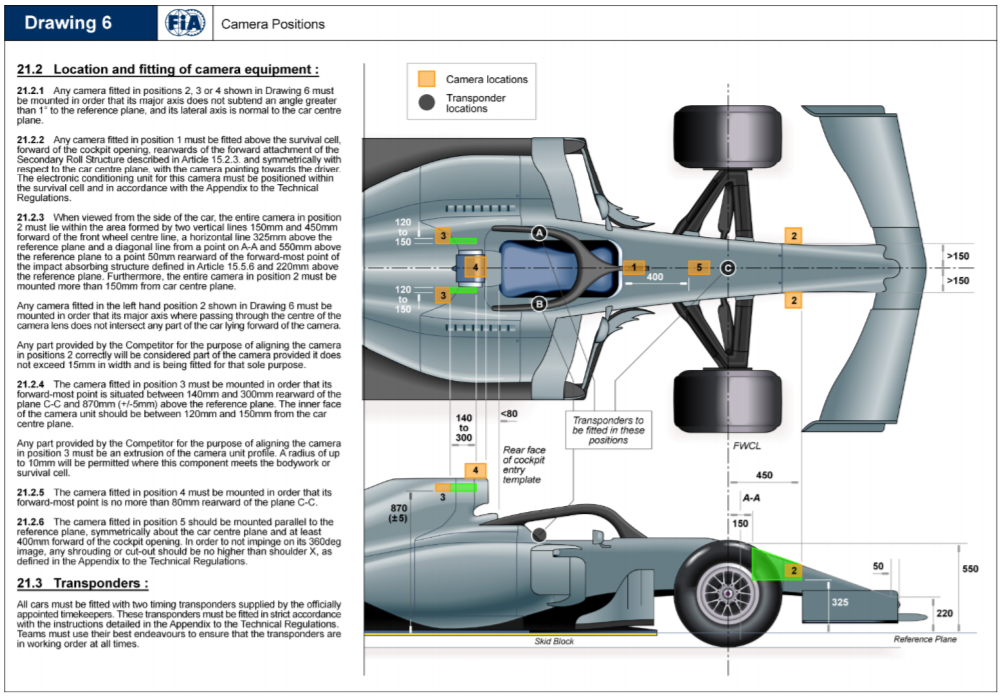 Drawing 6
FiA
Camera Positions
21.2 Location and fitting of camera equipment :
21.2.1 Any camera fitted in positions 2, 3 or 4 shown in Drawing 6 must
be mounted in order that its major axis does not subtend an angle greater
than 1° to the reference plane, and its lateral axis is normal to the car centre
plane.
21.2.2 Any camera fitted in position 1 must be fitted above the survival cell,
forward of the cockpit opening, rearwards of the forward attachment of the
Secondary Roll Structure described in Article 15.2.3. and symmetrically with
respect to the car centre plane, with the camera pointing towards the driver.
The electronic conditioning unit for this camera must be positioned within
the survival cell and in accordance with the Appendix to the Technical
Regulations.
21.2.3 When viewed from the side of the car, the entire camera in position
2 must lie within the area formed by two vertical lines 150mm and 450mm
forward of the front wheel centre line, a horizontal line 325mm above the
reference plane and a diagonal line from a point on A-A and 550mm above
the reference plane to a point 50mm rearward of the forward-most point of
the impact absorbing structure defined in Article 15.5.6 and 220mm above
the reference plane. Furthermore, the entire camera in position 2 must be
mounted more than 150mm from car centre plane.
Any camera fitted in the left hand position 2 shown in Drawing 6 must be
mounted in order that its major axis where passing through the centre of the
camera lens does not intersect any part of the car lying forward of the camera.
Any part provided by the Competitor for the purpose of aligning the camera
in positions 2 correctly will be considered part of the camera provided it does
not exceed 15mm in width and is being fitted for that sole purpose.
21.2.4 The camera fitted in position 3 must be mounted in order that its
forward-most point is situated between 140mm and 300mm rearward of the
plane C-C and 870mm (+/-5mm) above the reference plane. The inner face
of the camera unit should be between 120mm and 150mm from the car
centre plane.
Any part provided by the Competitor for the purpose of aligning the camera
in position 3 must be an extrusion of the camera unit profile. A radius of up
to 10mm will be permitted where this component meets the bodywork or
survival cell.
21.2.5 The camera fitted in position 4 must be mounted in order that its
forward-most point is no more than 80mm rearward of the plane C-C.
21.2.6 The camera fitted in position 5 should be mounted parallel to the
reference plane, symmetrically about the car centre plane and at least
400mm forward of the cockpit opening. In order to not impinge on its 360deg
image, any shrouding or cut-out should be no higher than shoulder X, as
defined in the Appendix to the Technical Regulations.
21.3 Transponders :
All cars must be fitted with two timing transponders supplied by the officially
appointed timekeepers. These transponders must be fitted in strict accordance
with the instructions detailed in the Appendix to the Technical Regulations.
Teams must use their best endeavours to ensure that the transponders are
in working order at all times.
Camera locations
Transponder
locations
120
to
150
3
A
2
>150
4
1
5
C
400
>150
120
to
150
3
B
2
140
to
300
<80
Transponders to
be fitted in these
positions
FWCL
Rear face
of cockpit
entry
template
450
4
3
A-A
870
(±5)
150
2
50
550
325
220
Skid Block
Reference Plane